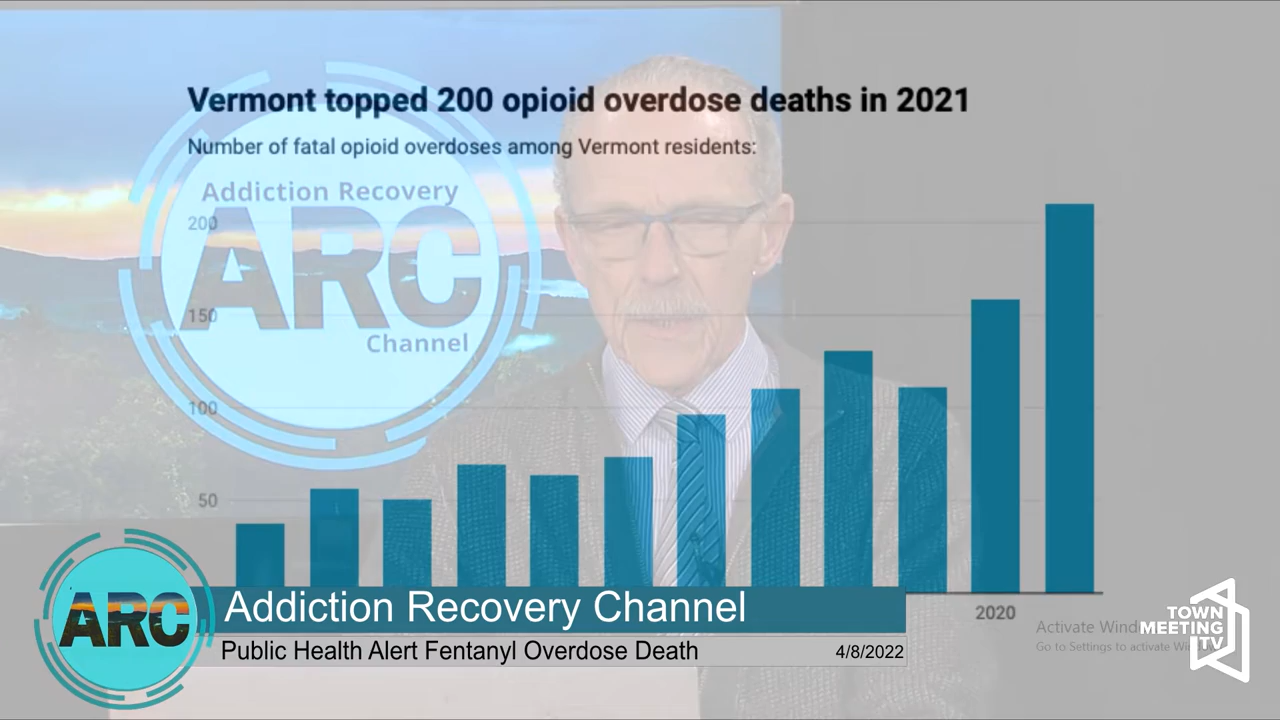 Vermont topped 200 opioid overdose deaths in 2021
Number of fatal opioid overdoses among Vermont residents:
Addiction Recovery
ARC
Channel
200
150
100
50
2020
ARC
Addiction Recovery Channel
Public Health Alert Fentanyl Overdose Death
4/8/2022
Activate Wind
Go to Settings to activate
TOWN
MEETING
TV